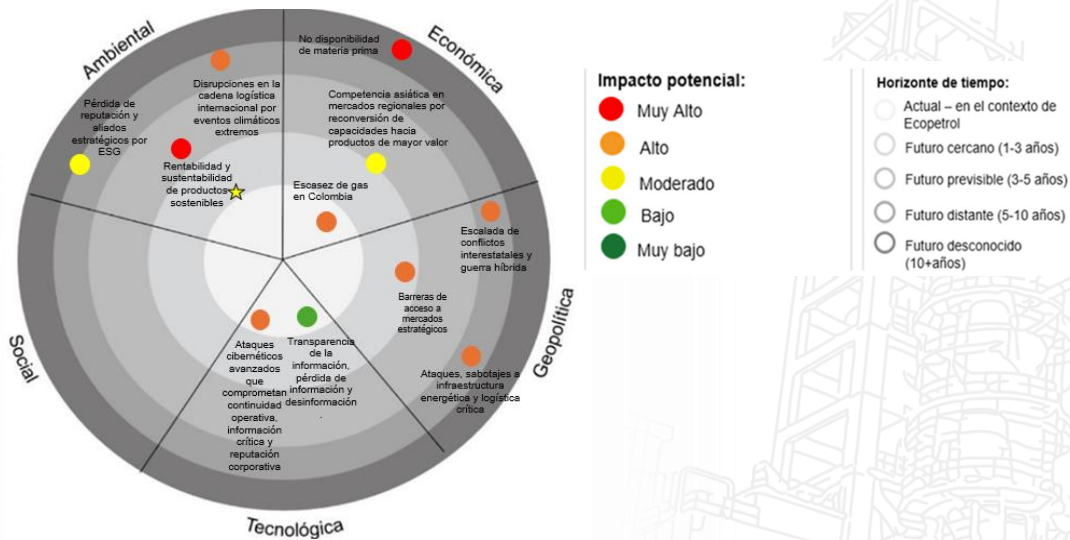 Ambiental
Económica
No disponibilidad
de materia prima
Disrupciones en la
cadena logística
internacional por
eventos climáticos
extremos
Competencia asiática en
mercados regionales por
reconversión de
capacidades hacia
productos de mayor valor
Pérdida de
reputación y
aliados
estratégicos por
ESG
Rentabilidad y
sustentabilidad
de productos
sostenibles
Escasez de gas
en Colombia
Escalada de
conflictos
interestatales y
guerra híbrida
Barreras de
acceso a
mercados
estratégicos
Geopolítica
Social
Ataques
cibernéticos
avanzados
que
comprometan
continuidad
operativa,
información
crítica y
reputación
corporativa
Transparencia
de la
información,
pérdida de
información y
desinformación
.
Ataques, sabotajes a
infraestructura
energética y logística
crítica
Tecnológica
Impacto potencial:
Muy Alto
Alto
Moderado
Bajo
Muy bajo
Horizonte de tiempo:
Actual – en el contexto de
Ecopetrol
Futuro cercano (1-3 años)
Futuro previsible (3-5 años)
Futuro distante (5-10 años)
Futuro desconocido
(10+años)